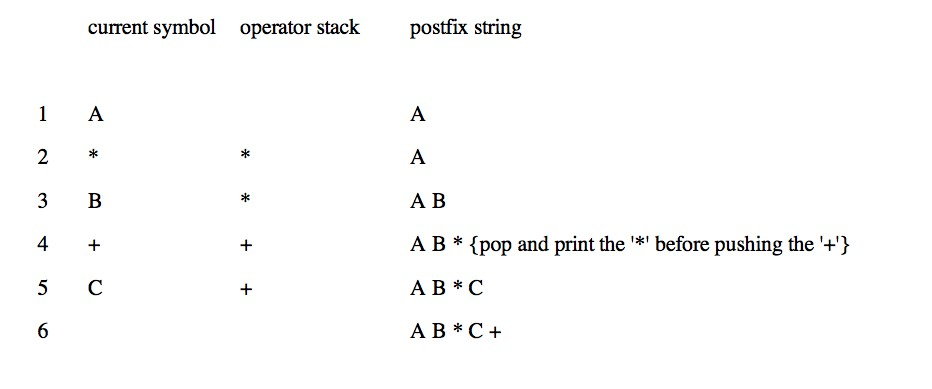 current symbol operator stack postfix string
1 A A
2 * * A
3 B * A B
4 + + A B * {pop and print the '*' before pushing the '+'}
5 C + A B * C
6 A B * C +